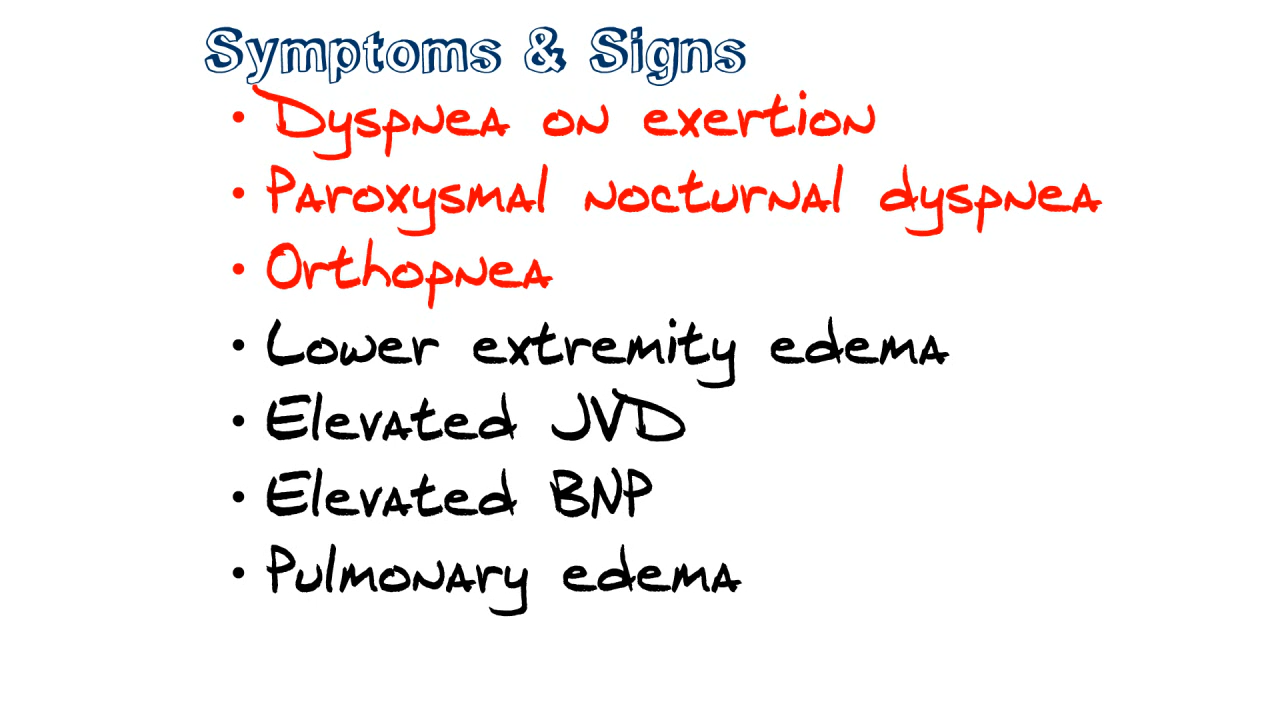 Symptoms & Signs
• Dyspnea on exertion
• Paroxysmal nocturnal dyspnea
• Orthopnea
• Lower extremity edema
• Elevated JVD
• Elevated BNP
• Pulmonary edema